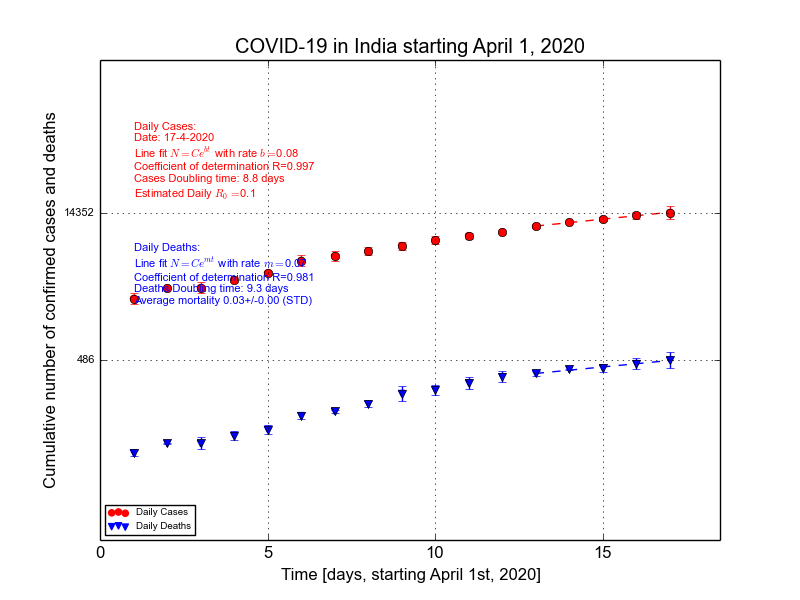 COVID-19 in India starting April 1, 2020
Cumulative number of confirmed cases and deaths
Daily Cases:
Date: 17-4-2020
Line fit N = Ce^{bt} with rate b =0.08
Coefficient of determination R=0.997
Cases Doubling time: 8.8 days
Estimated Daily R_0 =0.1
14352
Daily Deaths:
Line fit N = Ce^{mt} with rate m =
Coefficient of determination R=0.981
Deaths Doubling time: 9.3 days
Average mortality 0.03+/-0.00 (STD)
486
Daily Cases
Daily Deaths
0 5 10 15
Time [days, starting April 1st, 2020]